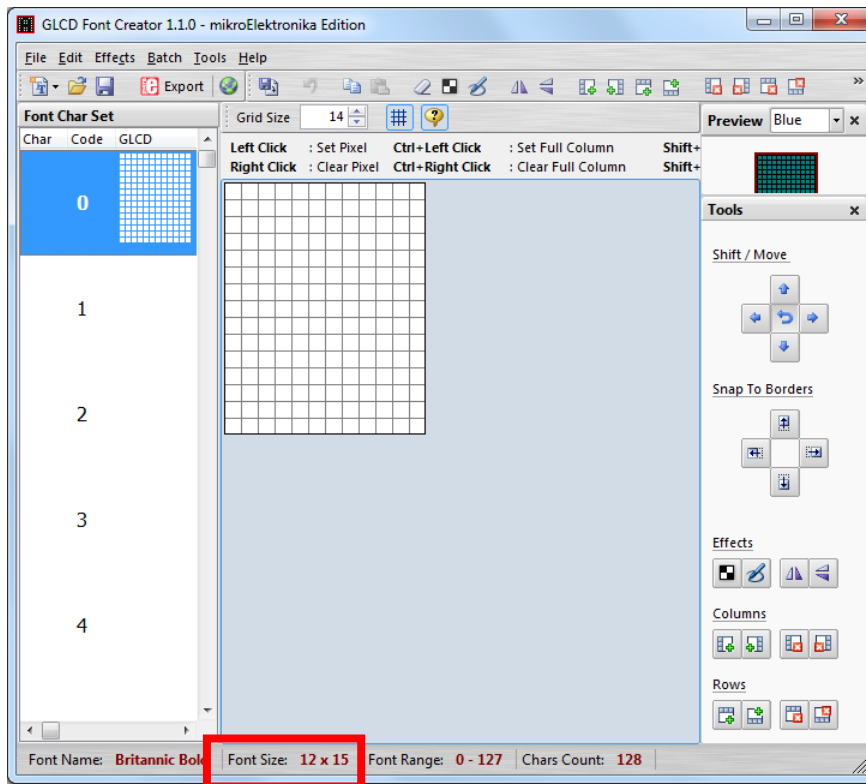 GLCD Font Creator 1.1.0 - mikroElektronika Edition
File Edit Effects Batch Tools Help
Export »
Font Char Set
Char Code GLCD
0
1
2
3
4
Grid Size 14
Left Click : Set Pixel Ctrl+Left Click : Set Full Column Shift+
Right Click : Clear Pixel Ctrl+Right Click : Clear Full Column Shift+
Preview Blue
Tools
Shift / Move
Snap To Borders
Effects
Columns
Rows
Font Name: Britannic Bold Font Size: 12 x 15 Font Range: 0 - 127 Chars Count: 128